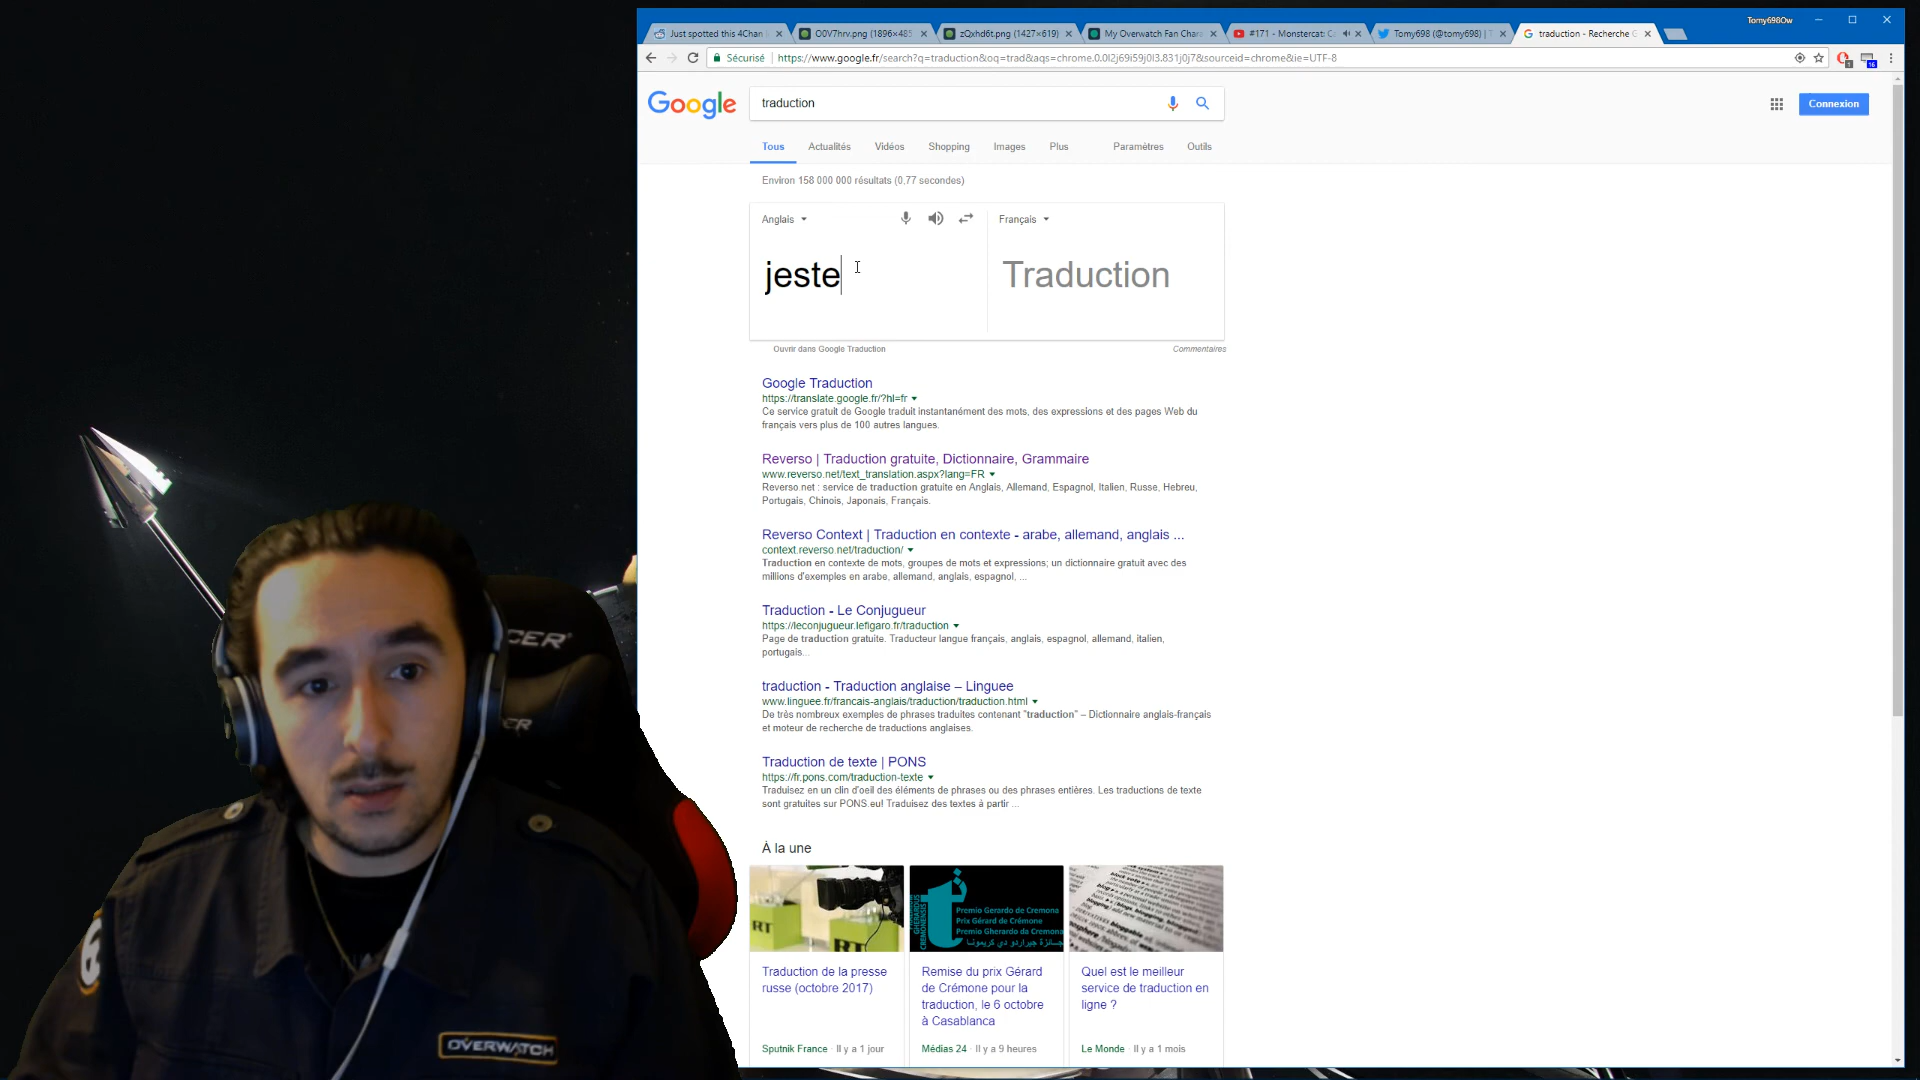 Tomy698Ow
Just spotted this 4Chan
O0V7hrv.png (1896×485
zQxhd6t.png (1427×619)
My Overwatch Fan Chara
#171 - Monstercat: C
Tomy698 (@tomy698) | T
traduction - Recherche G
Sécurisé
https://www.google.fr/search?q=traduction&oq=trad&aqs=chrome.0.0l2j69i59j0l3.831j0j7&sourceid=chrome&ie=UTF-8
Google
traduction
Connexion
Tous
Actualités
Vidéos
Shopping
Images
Plus
Paramètres
Outils
Environ 158 000 000 résultats (0,77 secondes)
Anglais
Français
jeste
Traduction
Ouvrir dans Google Traduction
Commentaires
Google Traduction
https://translate.google.fr/?hl=fr
Ce service gratuit de Google traduit instantanément des mots, des expressions et des pages Web du
français vers plus de 100 autres langues.
Reverso | Traduction gratuite, Dictionnaire, Grammaire
www.reverso.net/text_translation.aspx?lang=FR
Reverso.net : service de traduction gratuite en Anglais, Allemand, Espagnol, Italien, Russe, Hebreu,
Portugais, Chinois, Japonais, Français.
Reverso Context | Traduction en contexte - arabe, allemand, anglais ...
context.reverso.net/traduction/
Traduction en contexte de mots, groupes de mots et expressions; un dictionnaire gratuit avec des
millions d'exemples en arabe, allemand, anglais, espagnol, ...
Traduction - Le Conjugueur
https://leconjugueur.lefigaro.fr/traduction
Page de traduction gratuite. Traducteur langue français, anglais, espagnol, allemand, italien,
portugais...
traduction - Traduction anglaise – Linguee
www.linguee.fr/francais-anglais/traduction/traduction.html
De très nombreux exemples de phrases traduites contenant "traduction" – Dictionnaire anglais-français
et moteur de recherche de traductions anglaises.
Traduction de texte | PONS
https://fr.pons.com/traduction-texte
Traduisez en un clin d'oeil des éléments de phrases ou des phrases entières. Les traductions de texte
sont gratuites sur PONS.eu! Traduisez des textes à partir ...
À la une
RT
RT
Premio Gerardo de Cremona
Prix Gérard de Crémone
Premio Gherardo da Cremona
جائزة جيراردو دي كريمونا
Traduction de la presse
russe (octobre 2017)
Sputnik France · Il y a 1 jour
Remise du prix Gérard
de Crémone pour la
traduction, le 6 octobre
à Casablanca
Médias 24 · Il y a 9 heures
Quel est le meilleur
service de traduction en
ligne ?
Le Monde · Il y a 1 mois
CER
CER
6
OVERWATCH